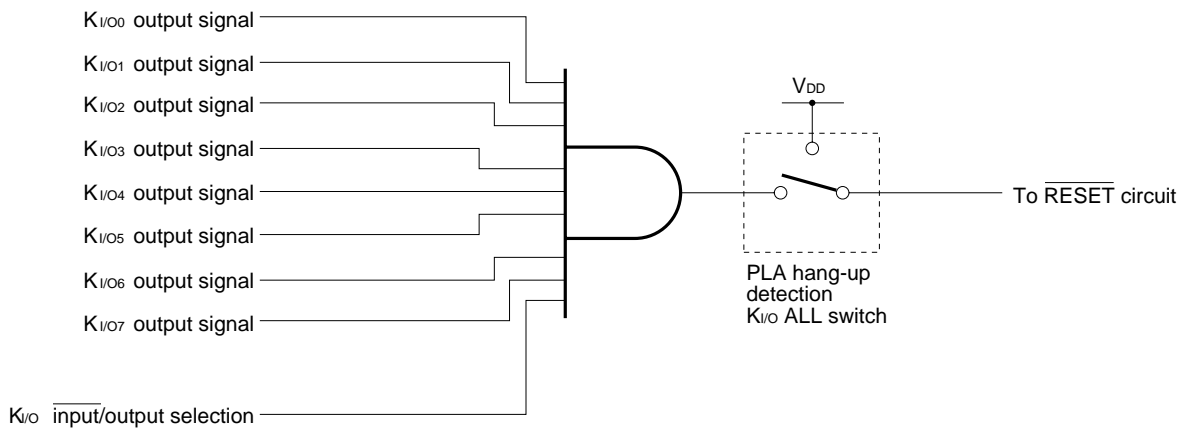 KI/O0 output signal
KI/O1 output signal
KI/O2 output signal
KI/O3 output signal
KI/O4 output signal
KI/O5 output signal
KI/O6 output signal
KI/O7 output signal
KI/O input/output selection
VDD
PLA hang-up
detection
KI/O ALL switch
To RESET circuit